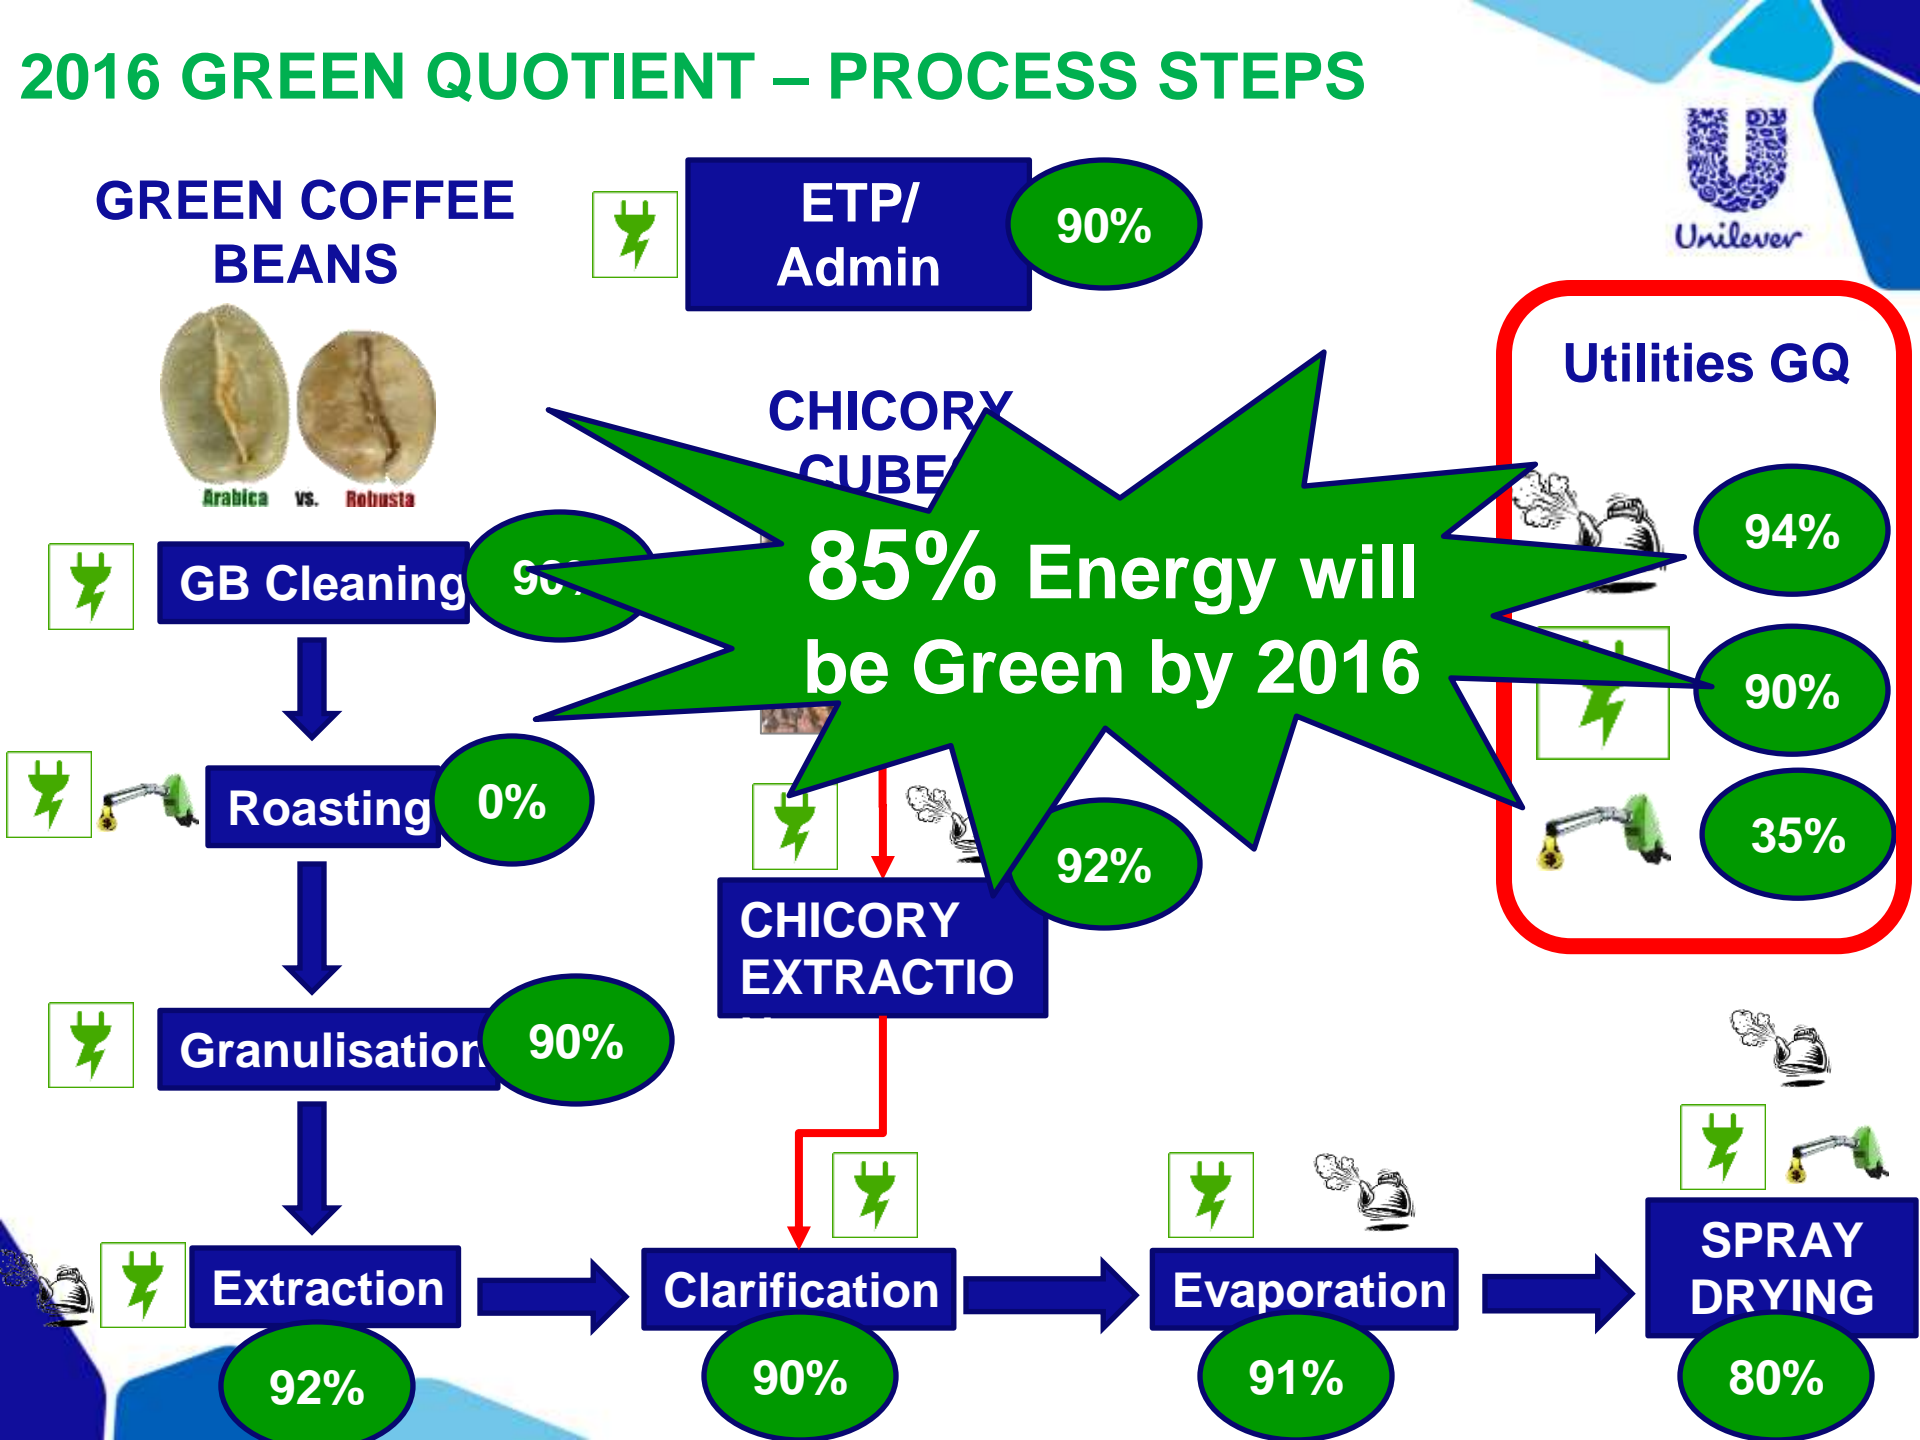 2016 GREEN QUOTIENT – PROCESS STEPS
GREEN COFFEE
BEANS
Arabica vs. Robusta
ETP/
Admin
90%
Unilever
Utilities GQ
94%
90%
35%
CHICORY
85% Energy will
be Green by 2016
GB Cleaning
Roasting
0%
Granulisation
90%
92%
CHICORY
EXTRACTIO
Extraction
92%
Clarification
90%
Evaporation
91%
SPRAY
DRYING
80%